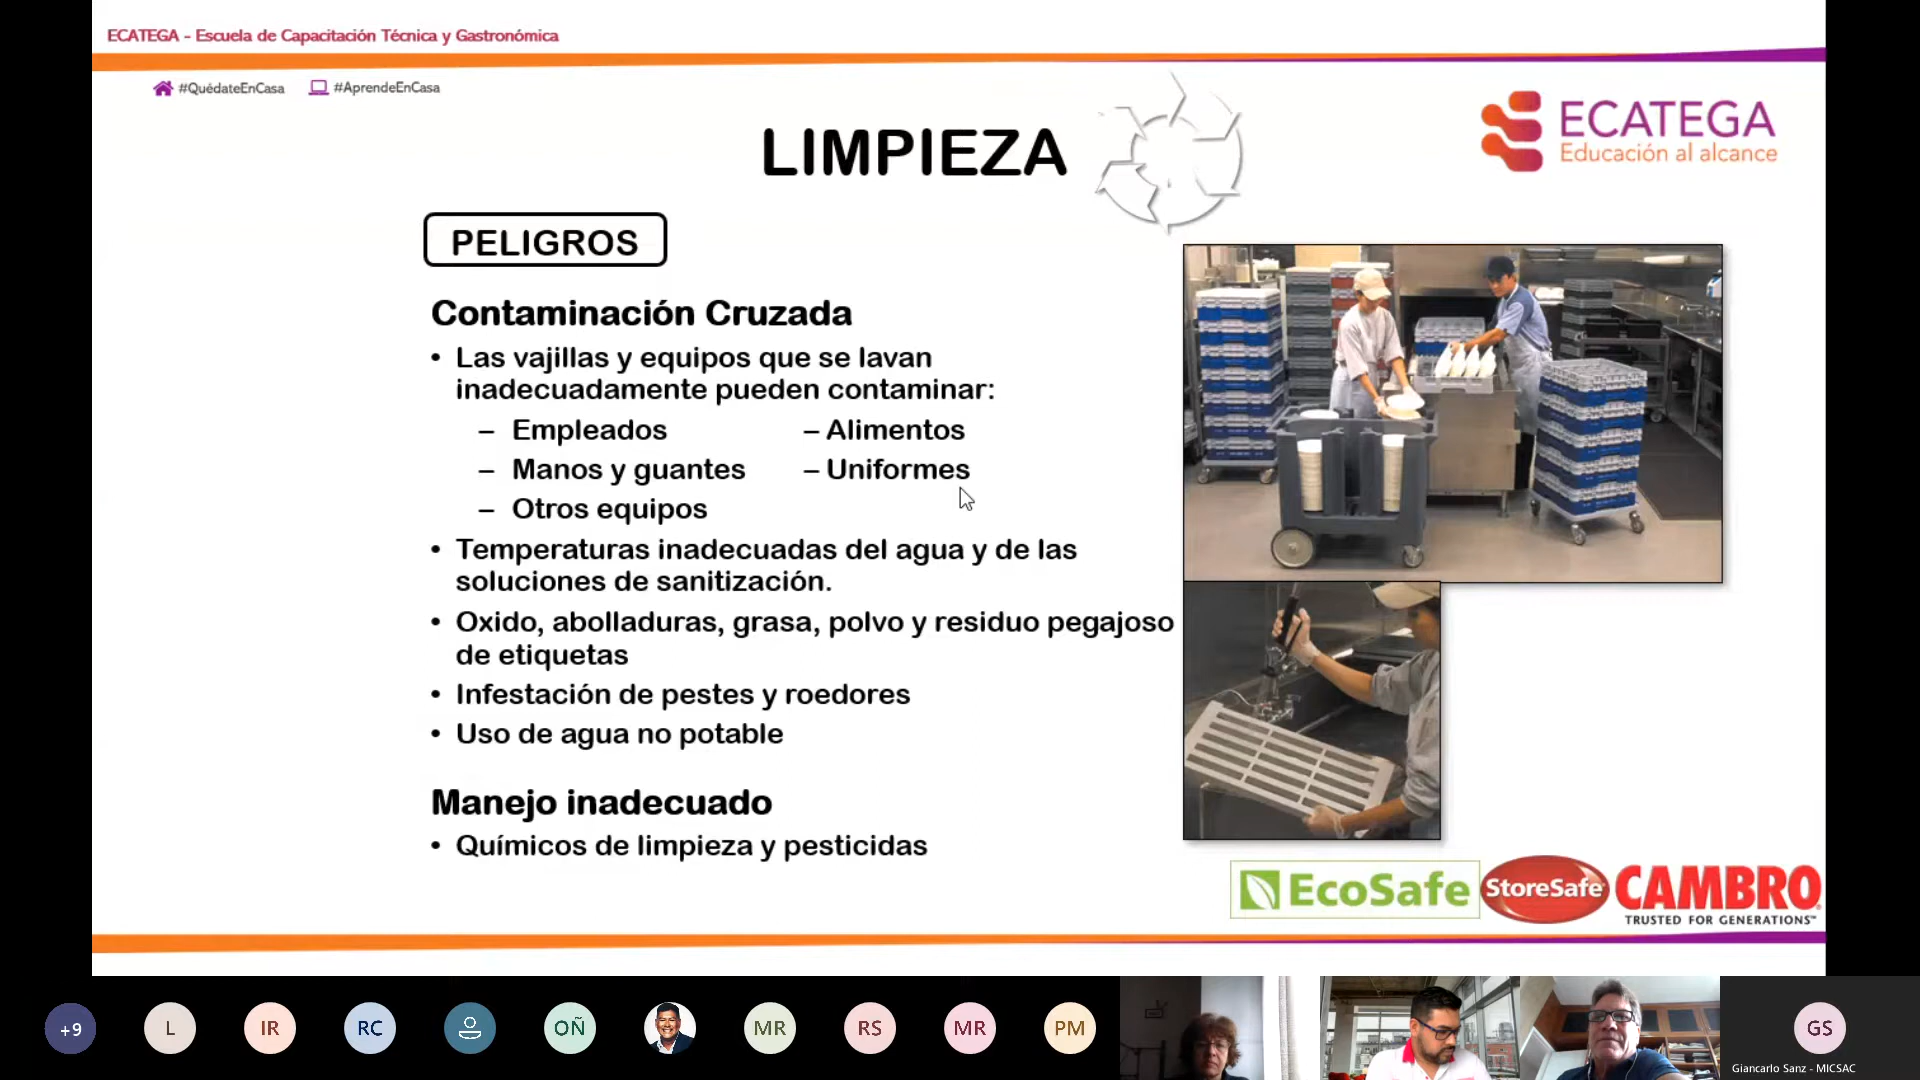 ECATEGA - Escuela de Capacitación Técnica y Gastronómica
#QuédateEnCasa #AprendeEnCasa
LIMPIEZA
ECATEGA
Educación al alcance
PELIGROS
Contaminación Cruzada
• Las vajillas y equipos que se lavan
inadecuadamente pueden contaminar:
– Empleados – Alimentos
– Manos y guantes – Uniformes
– Otros equipos
• Temperaturas inadecuadas del agua y de las
soluciones de sanitización.
• Oxido, abolladuras, grasa, polvo y residuo pegajoso
de etiquetas
• Infestación de pestes y roedores
• Uso de agua no potable
Manejo inadecuado
• Químicos de limpieza y pesticidas
EcoSafe StoreSafe CAMBRO
TRUSTED FOR GENERATIONS™
+9 L IR RC OÑ MR RS MR PM GS
Giancarlo Sanz - MICSAC